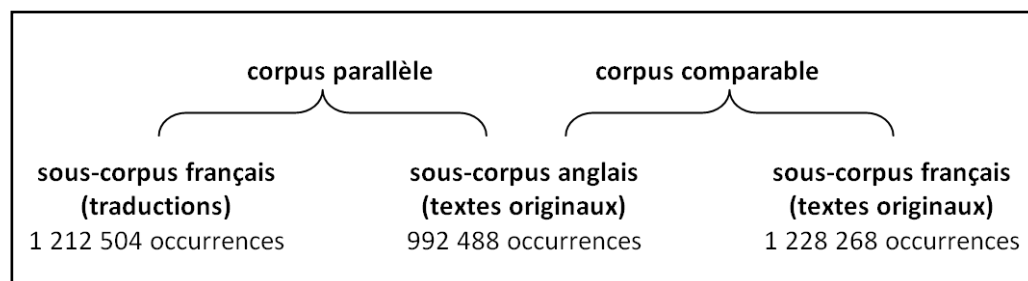 corpus parallèle
corpus comparable
sous-corpus français
(traductions)
1 212 504 occurrences
sous-corpus anglais
(textes originaux)
992 488 occurrences
sous-corpus français
(textes originaux)
1 228 268 occurrences